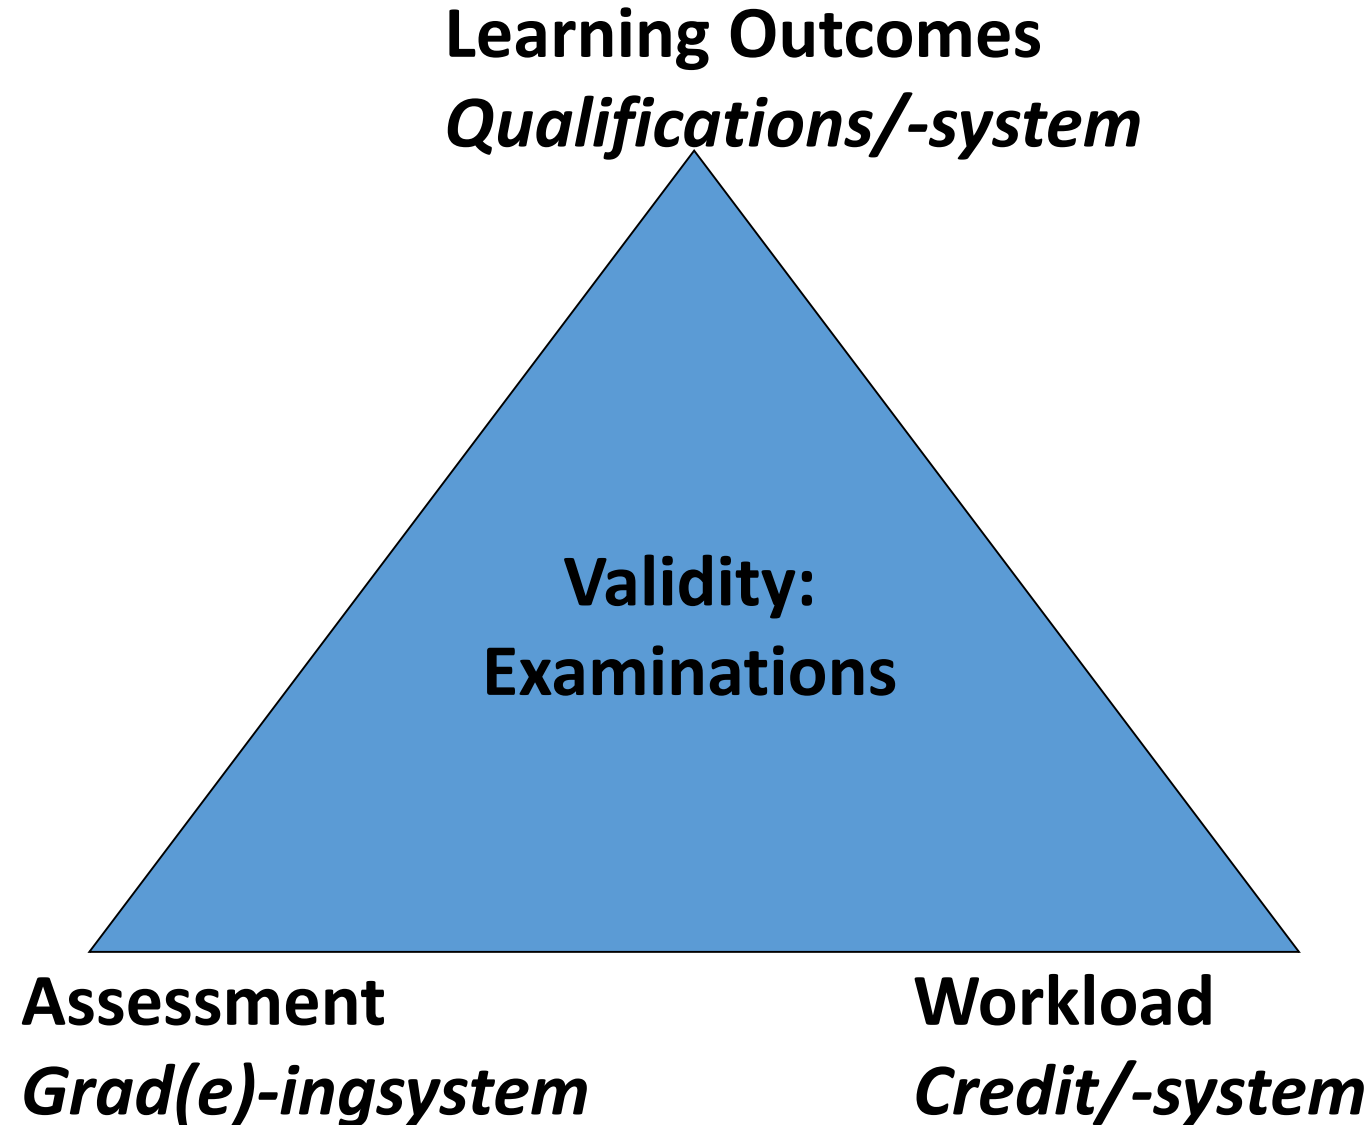 Learning Outcomes
Qualifications/-system
Validity:
Examinations
Assessment
Grad(e)-ingsystem
Workload
Credit/-system